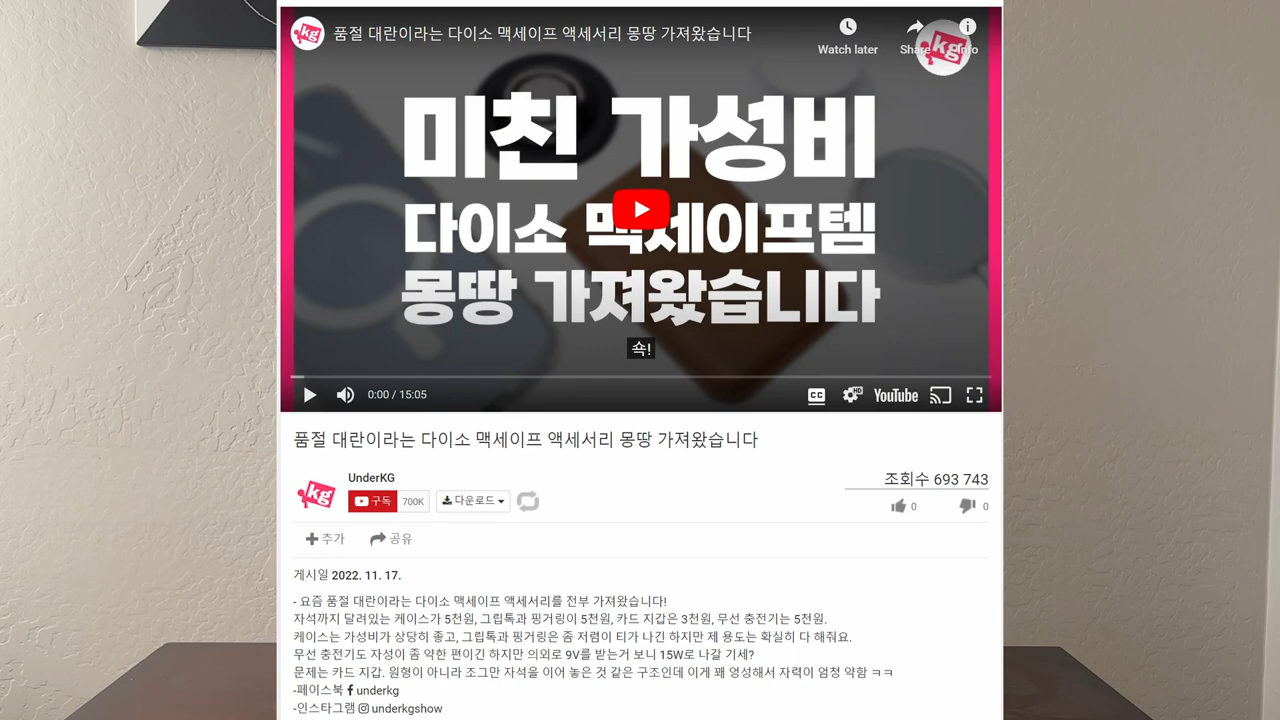 kg
품절 대란이라는 다이소 맥세이프 액세서리 몽땅 가져왔습니다
Watch later
Share
Info
kg
미친 가성비
다이소 맥세이프템
몽땅 가져왔습니다
쇽!
0:00 / 15:05
CC
HD
YouTube
품절 대란이라는 다이소 맥세이프 액세서리 몽땅 가져왔습니다
kg
UnderKG
구독 700K
다운로드
조회수 693 743
0
0
추가
공유
게시일 2022. 11. 17.
- 요즘 품절 대란이라는 다이소 맥세이프 액세서리를 전부 가져왔습니다!
자석까지 달려있는 케이스가 5천원, 그립톡과 핑거링이 5천원, 카드 지갑은 3천원, 무선 충전기는 5천원.
케이스는 가성비가 상당히 좋고, 그립톡과 핑거링은 좀 저렴이 티가 나긴 하지만 제 용도는 확실히 다 해줘요.
무선 충전기도 자성이 좀 약한 편이긴 하지만 의외로 9V를 받는거 보니 15W로 나갈 기세?
문제는 카드 지갑. 원형이 아니라 조그만 자석을 이어 놓은 것 같은 구조인데 이게 꽤 엉성해서 자력이 엄청 약함 ㅋㅋ
-페이스북 f underkg
-인스타그램 underkgshow